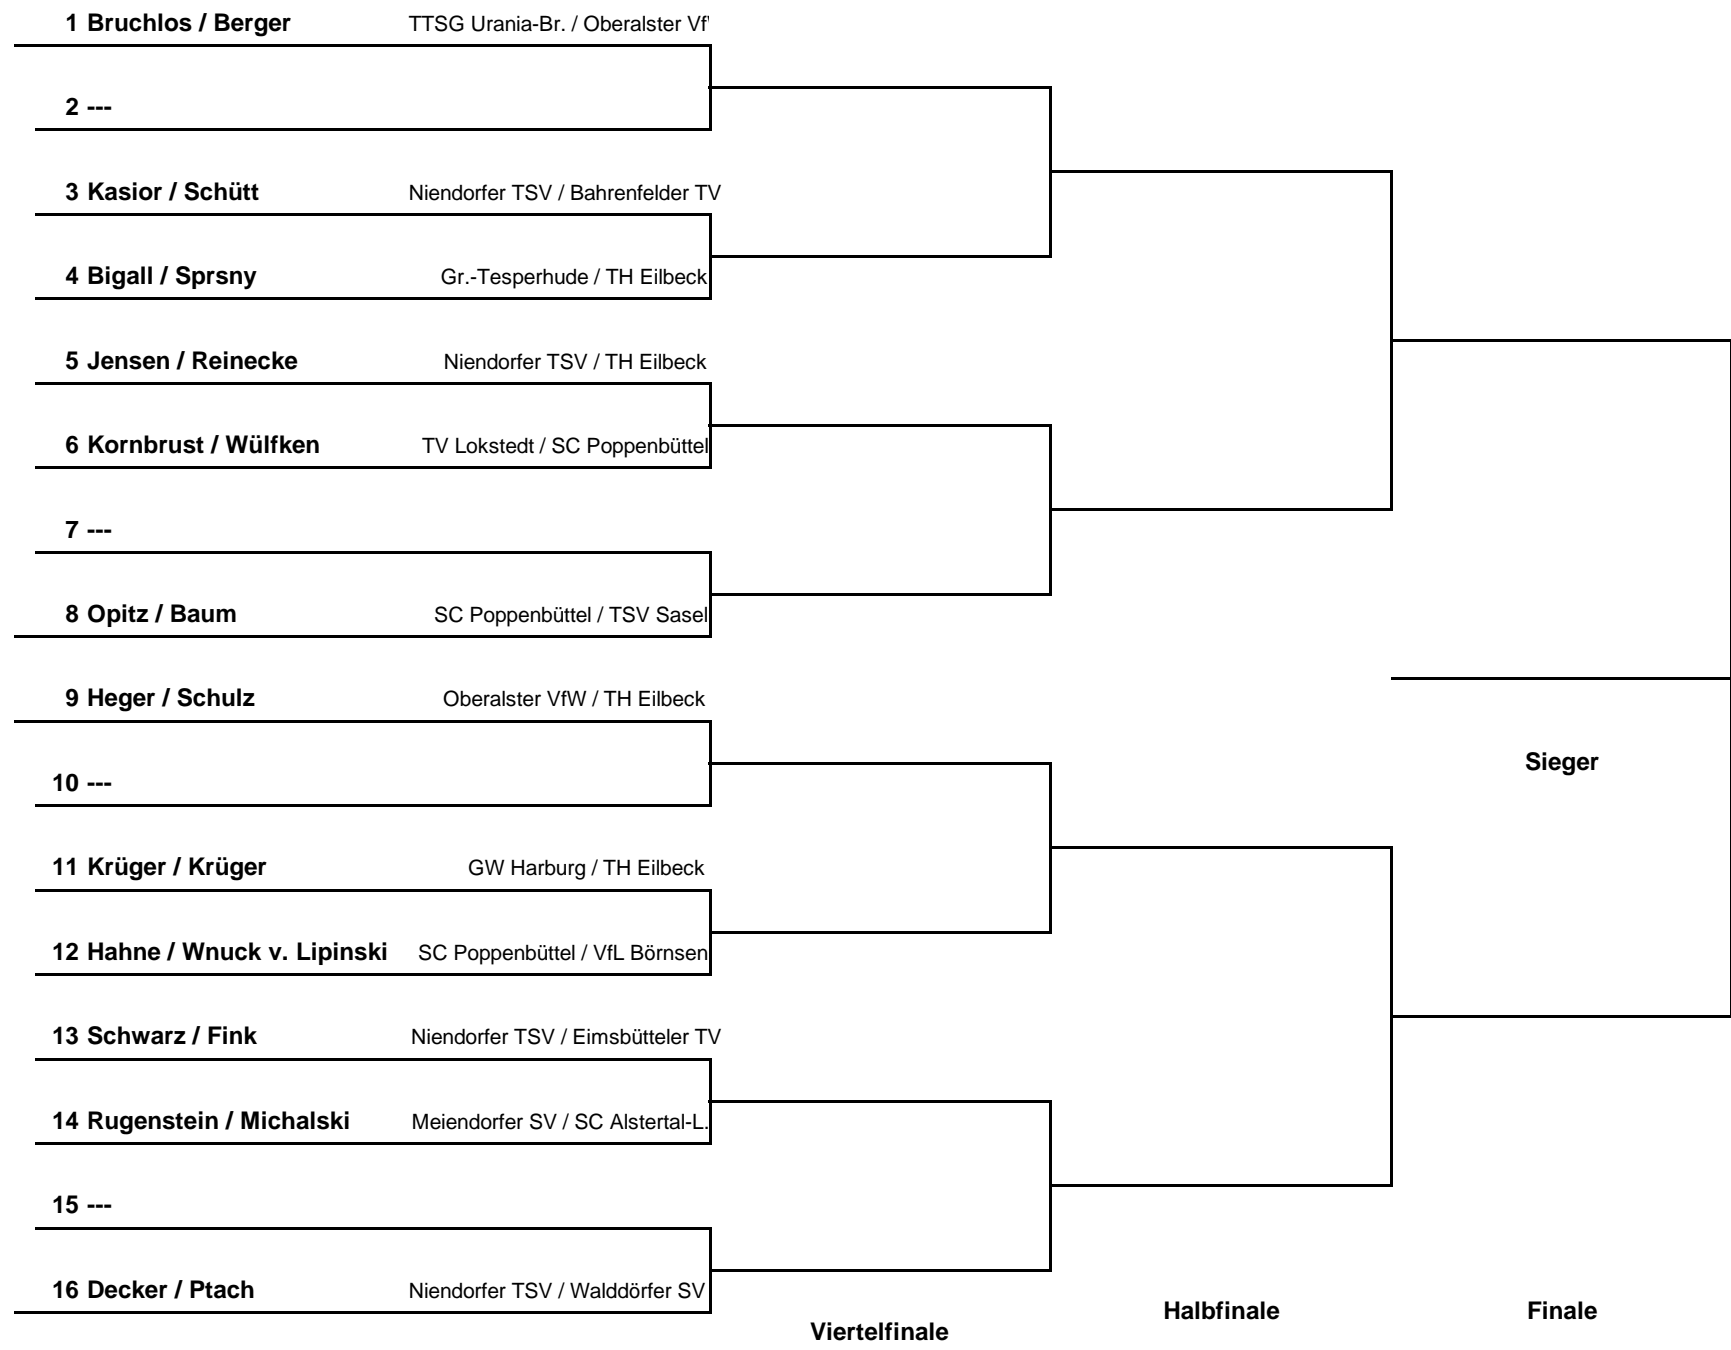 1 Bruchlos / Berger TTSG Urania-Br. / Oberalster Vf
2 ---
3 Kasior / Schütt Niendorfer TSV / Bahrenfelder TV
4 Bigall / Sprsny Gr.-Tesperhude / TH Eilbeck
5 Jensen / Reinecke Niendorfer TSV / TH Eilbeck
6 Kornbrust / Wülfken TV Lokstedt / SC Poppenbüttel
7 ---
8 Opitz / Baum SC Poppenbüttel / TSV Sasel
9 Heger / Schulz Oberalster VfW / TH Eilbeck
Sieger
10 ---
11 Krüger / Krüger GW Harburg / TH Eilbeck
12 Hahne / Wnuck v. Lipinski SC Poppenbüttel / VfL Börnsen
13 Schwarz / Fink Niendorfer TSV / Eimsbütteler TV
14 Rugenstein / Michalski Meiendorfer SV / SC Alstertal-L.
15 ---
16 Decker / Ptach Niendorfer TSV / Walddörfer SV
Halbfinale Finale
Viertelfinale